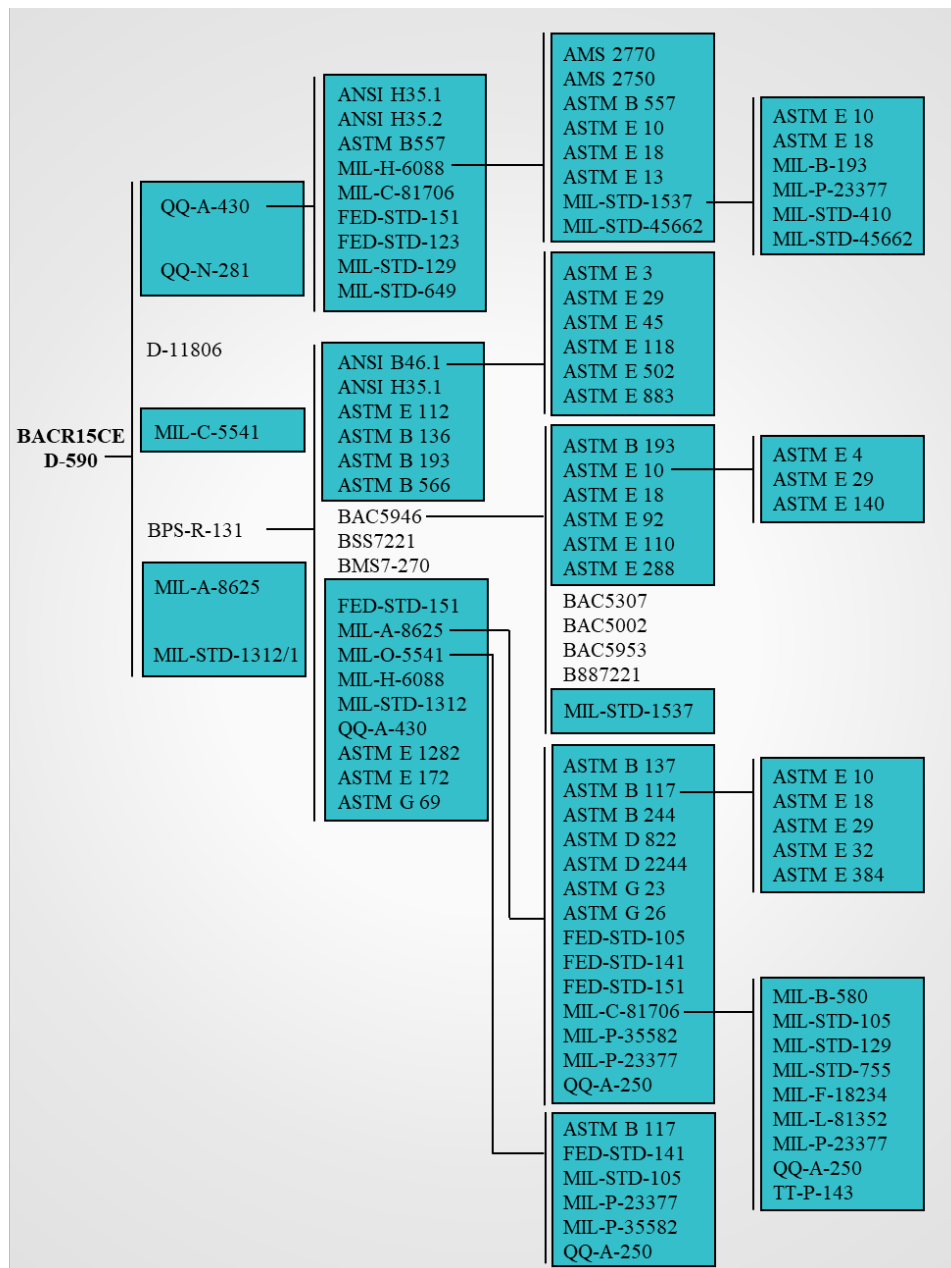 BACR15CE
D-590
QQ-A-430
QQ-N-281
D-11806
MIL-C-5541
BPS-R-131
MIL-A-8625
MIL-STD-1312/1
ANSI H35.1
ANSI H35.2
ASTM B557
MIL-H-6088
MIL-C-81706
FED-STD-151
FED-STD-123
MIL-STD-129
MIL-STD-649
ANSI B46.1
ANSI H35.1
ASTM E 112
ASTM B 136
ASTM B 193
ASTM B 566
BAC5946
BSS7221
BMS7-270
FED-STD-151
MIL-A-8625
MIL-O-5541
MIL-H-6088
MIL-STD-1312
QQ-A-430
ASTM E 1282
ASTM E 172
ASTM G 69
AMS 2770
AMS 2750
ASTM B 557
ASTM E 10
ASTM E 18
ASTM E 13
MIL-STD-1537
MIL-STD-45662
ASTM E 3
ASTM E 29
ASTM E 45
ASTM E 118
ASTM E 502
ASTM E 883
ASTM B 193
ASTM E 10
ASTM E 18
ASTM E 92
ASTM E 110
ASTM E 288
BAC5307
BAC5002
BAC5953
B887221
MIL-STD-1537
ASTM B 137
ASTM B 117
ASTM B 244
ASTM D 822
ASTM D 2244
ASTM G 23
ASTM G 26
FED-STD-105
FED-STD-141
FED-STD-151
MIL-C-81706
MIL-P-35582
MIL-P-23377
QQ-A-250
ASTM B 117
FED-STD-141
MIL-STD-105
MIL-P-23377
MIL-P-35582
QQ-A-250
ASTM E 10
ASTM E 18
MIL-B-193
MIL-P-23377
MIL-STD-410
MIL-STD-45662
ASTM E 4
ASTM E 29
ASTM E 140
ASTM E 10
ASTM E 18
ASTM E 29
ASTM E 32
ASTM E 384
MIL-B-580
MIL-STD-105
MIL-STD-129
MIL-STD-755
MIL-F-18234
MIL-L-81352
MIL-P-23377
QQ-A-250
TT-P-143